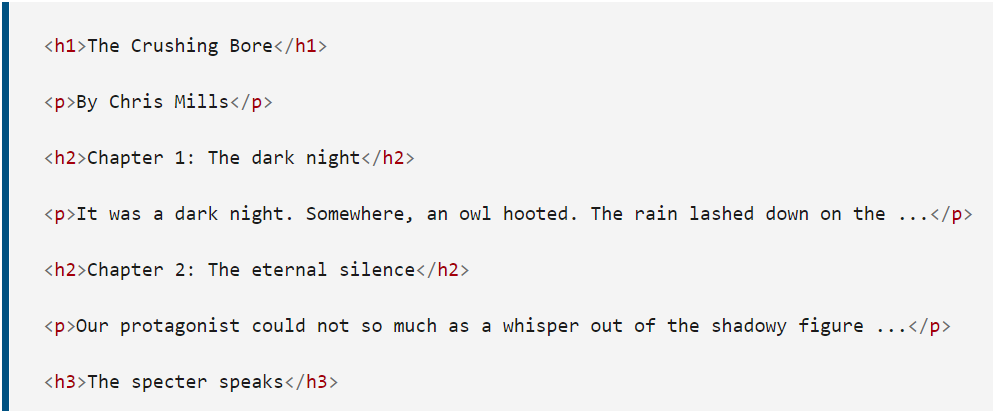 <h1>The Crushing Bore</h1>
<p>By Chris Mills</p>
<h2>Chapter 1: The dark night</h2>
<p>It was a dark night. Somewhere, an owl hooted. The rain lashed down on the ...</p>
<h2>Chapter 2: The eternal silence</h2>
<p>Our protagonist could not so much as a whisper out of the shadowy figure ...</p>
<h3>The specter speaks</h3>